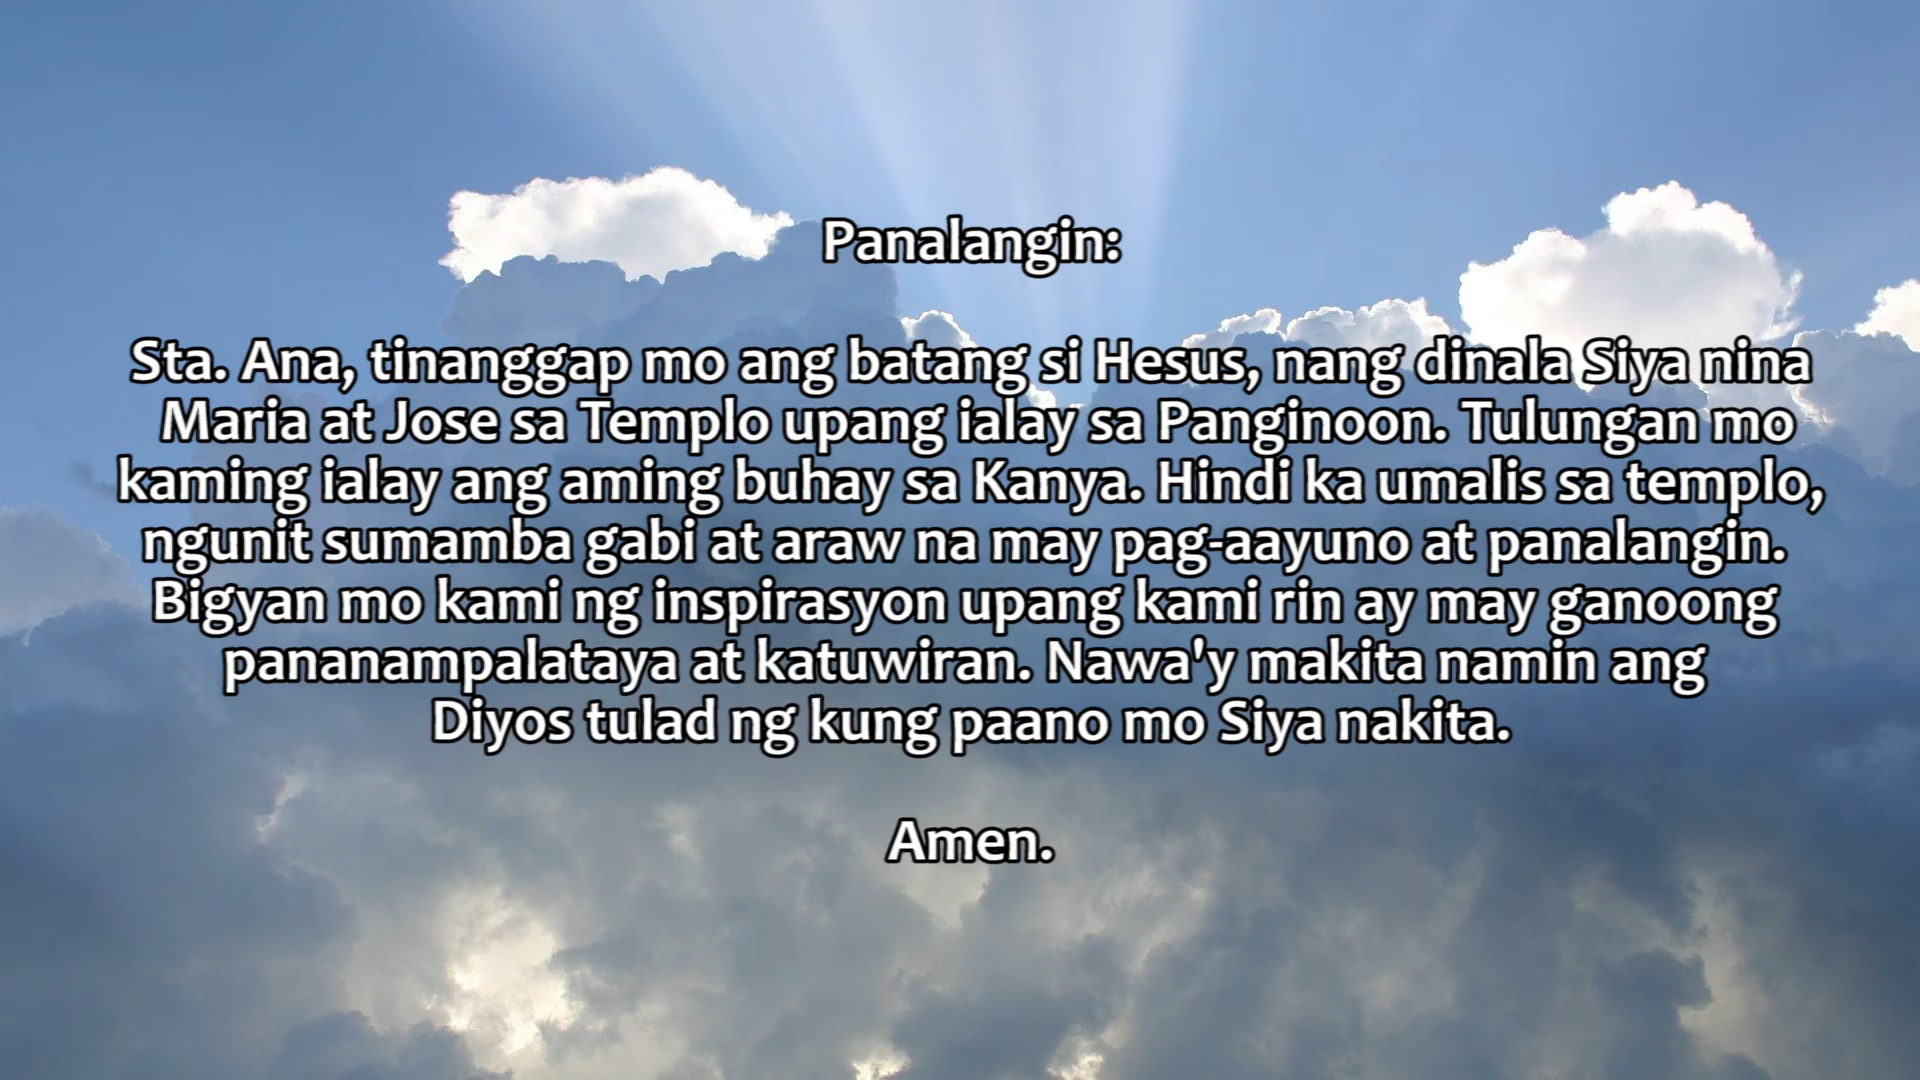 Panalangin:
Sta. Ana, tinanggap mo ang batang si Hesus, nang dinala Siya nina
Maria at Jose sa Templo upang ialay sa Panginoon. Tulungan mo
kaming ialay ang aming buhay sa Kanya. Hindi ka umalis sa templo,
ngunit sumamba gabi at araw na may pag-aayuno at panalangin.
Bigyan mo kami ng inspirasyon upang kami rin ay may ganoong
pananampalataya at katuwiran. Nawa'y makita namin ang
Diyos tulad ng kung paano mo Siya nakita.
Amen.